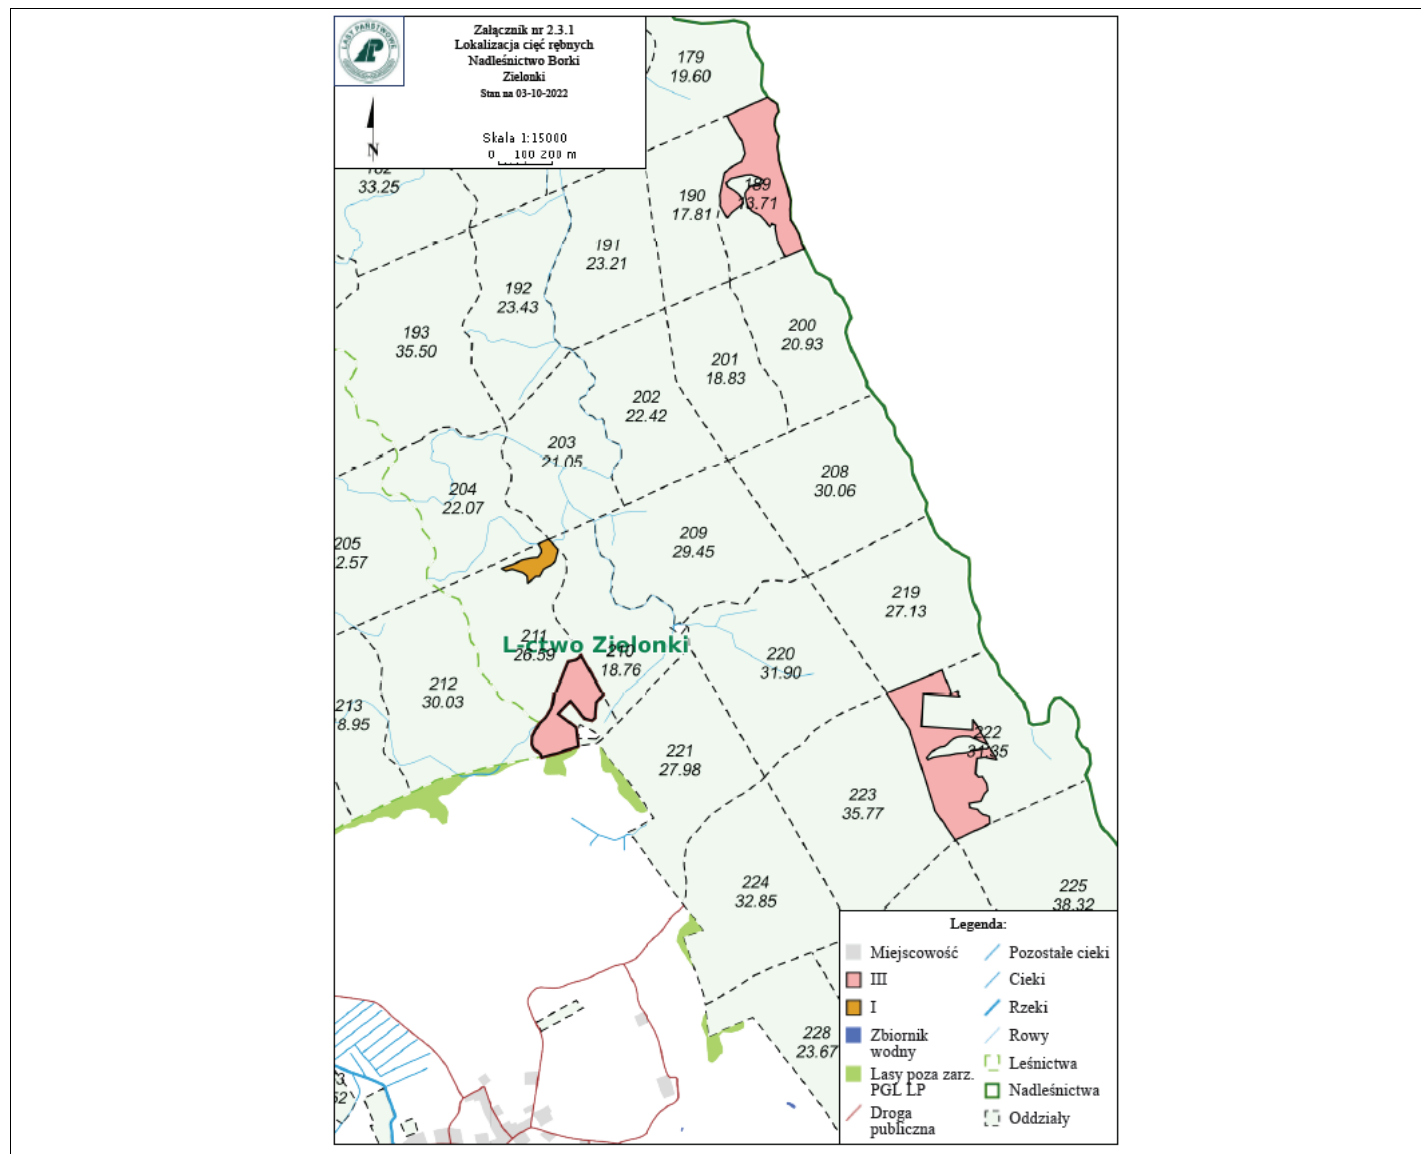 LASY PAŃSTWOWE
Załącznik nr 2.3.1
Lokalizacja cięć rębnych
Nadleśnictwo Borki
Zielonki
Stan na 03-10-2022
N
Skala 1:15000
0 100 200 m
179
19.60
33.25
190
17.81
189
13.71
191
23.21
192
23.43
193
35.50
200
20.93
201
18.83
202
22.42
203
21.05
204
22.07
208
30.06
205
2.57
209
29.45
219
27.13
L-ctwo Zielonki
211
26.59
210
18.76
220
31.90
212
30.03
213
8.95
222
31.35
221
27.98
223
35.77
224
32.85
225
38.32
228
23.67
3
52
Legenda:
Miejscowość
III
I
Zbiornik
wodny
Lasy poza zarz.
PGL LP
Droga
publiczna
Pozostałe cieki
Cieki
Rzeki
Rowy
Leśnictwa
Nadleśnictwa
Oddziały